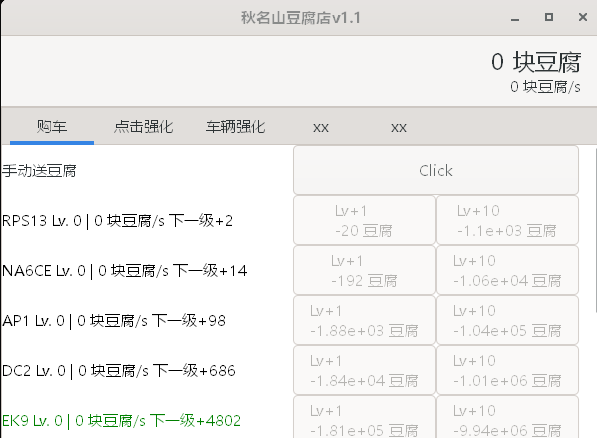 秋名山豆腐店v1.1
0 块豆腐
0 块豆腐/s
购车 点击强化 车辆强化 xx xx
手动送豆腐 Click
RPS13 Lv. 0 | 0 块豆腐/s 下一级+2
Lv+1
-20 豆腐
Lv+10
-1.1e+03 豆腐
NA6CE Lv. 0 | 0 块豆腐/s 下一级+14
Lv+1
-192 豆腐
Lv+10
-1.06e+04 豆腐
AP1 Lv. 0 | 0 块豆腐/s 下一级+98
Lv+1
-1.88e+03 豆腐
Lv+10
-1.04e+05 豆腐
DC2 Lv. 0 | 0 块豆腐/s 下一级+686
Lv+1
-1.84e+04 豆腐
Lv+10
-1.01e+06 豆腐
EK9 Lv. 0 | 0 块豆腐/s 下一级+4802
Lv+1
-1.81e+05 豆腐
Lv+10
-9.94e+06 豆腐